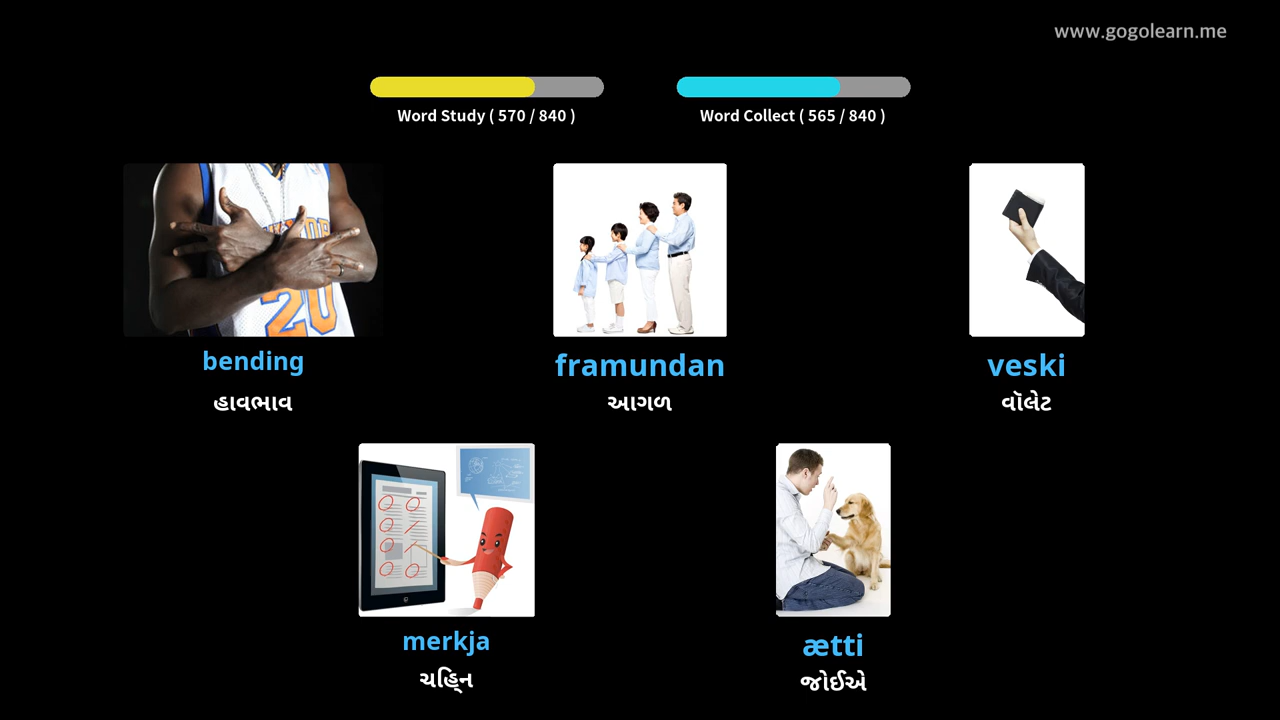 www.gogolearn.me
Word Study ( 570 / 840 )
Word Collect ( 565 / 840 )
20
bending
framundan
veski
હાવભાવ
આગળ
વૉલેટ
merkja
ætti
ચહ્નિ
જોઈએ